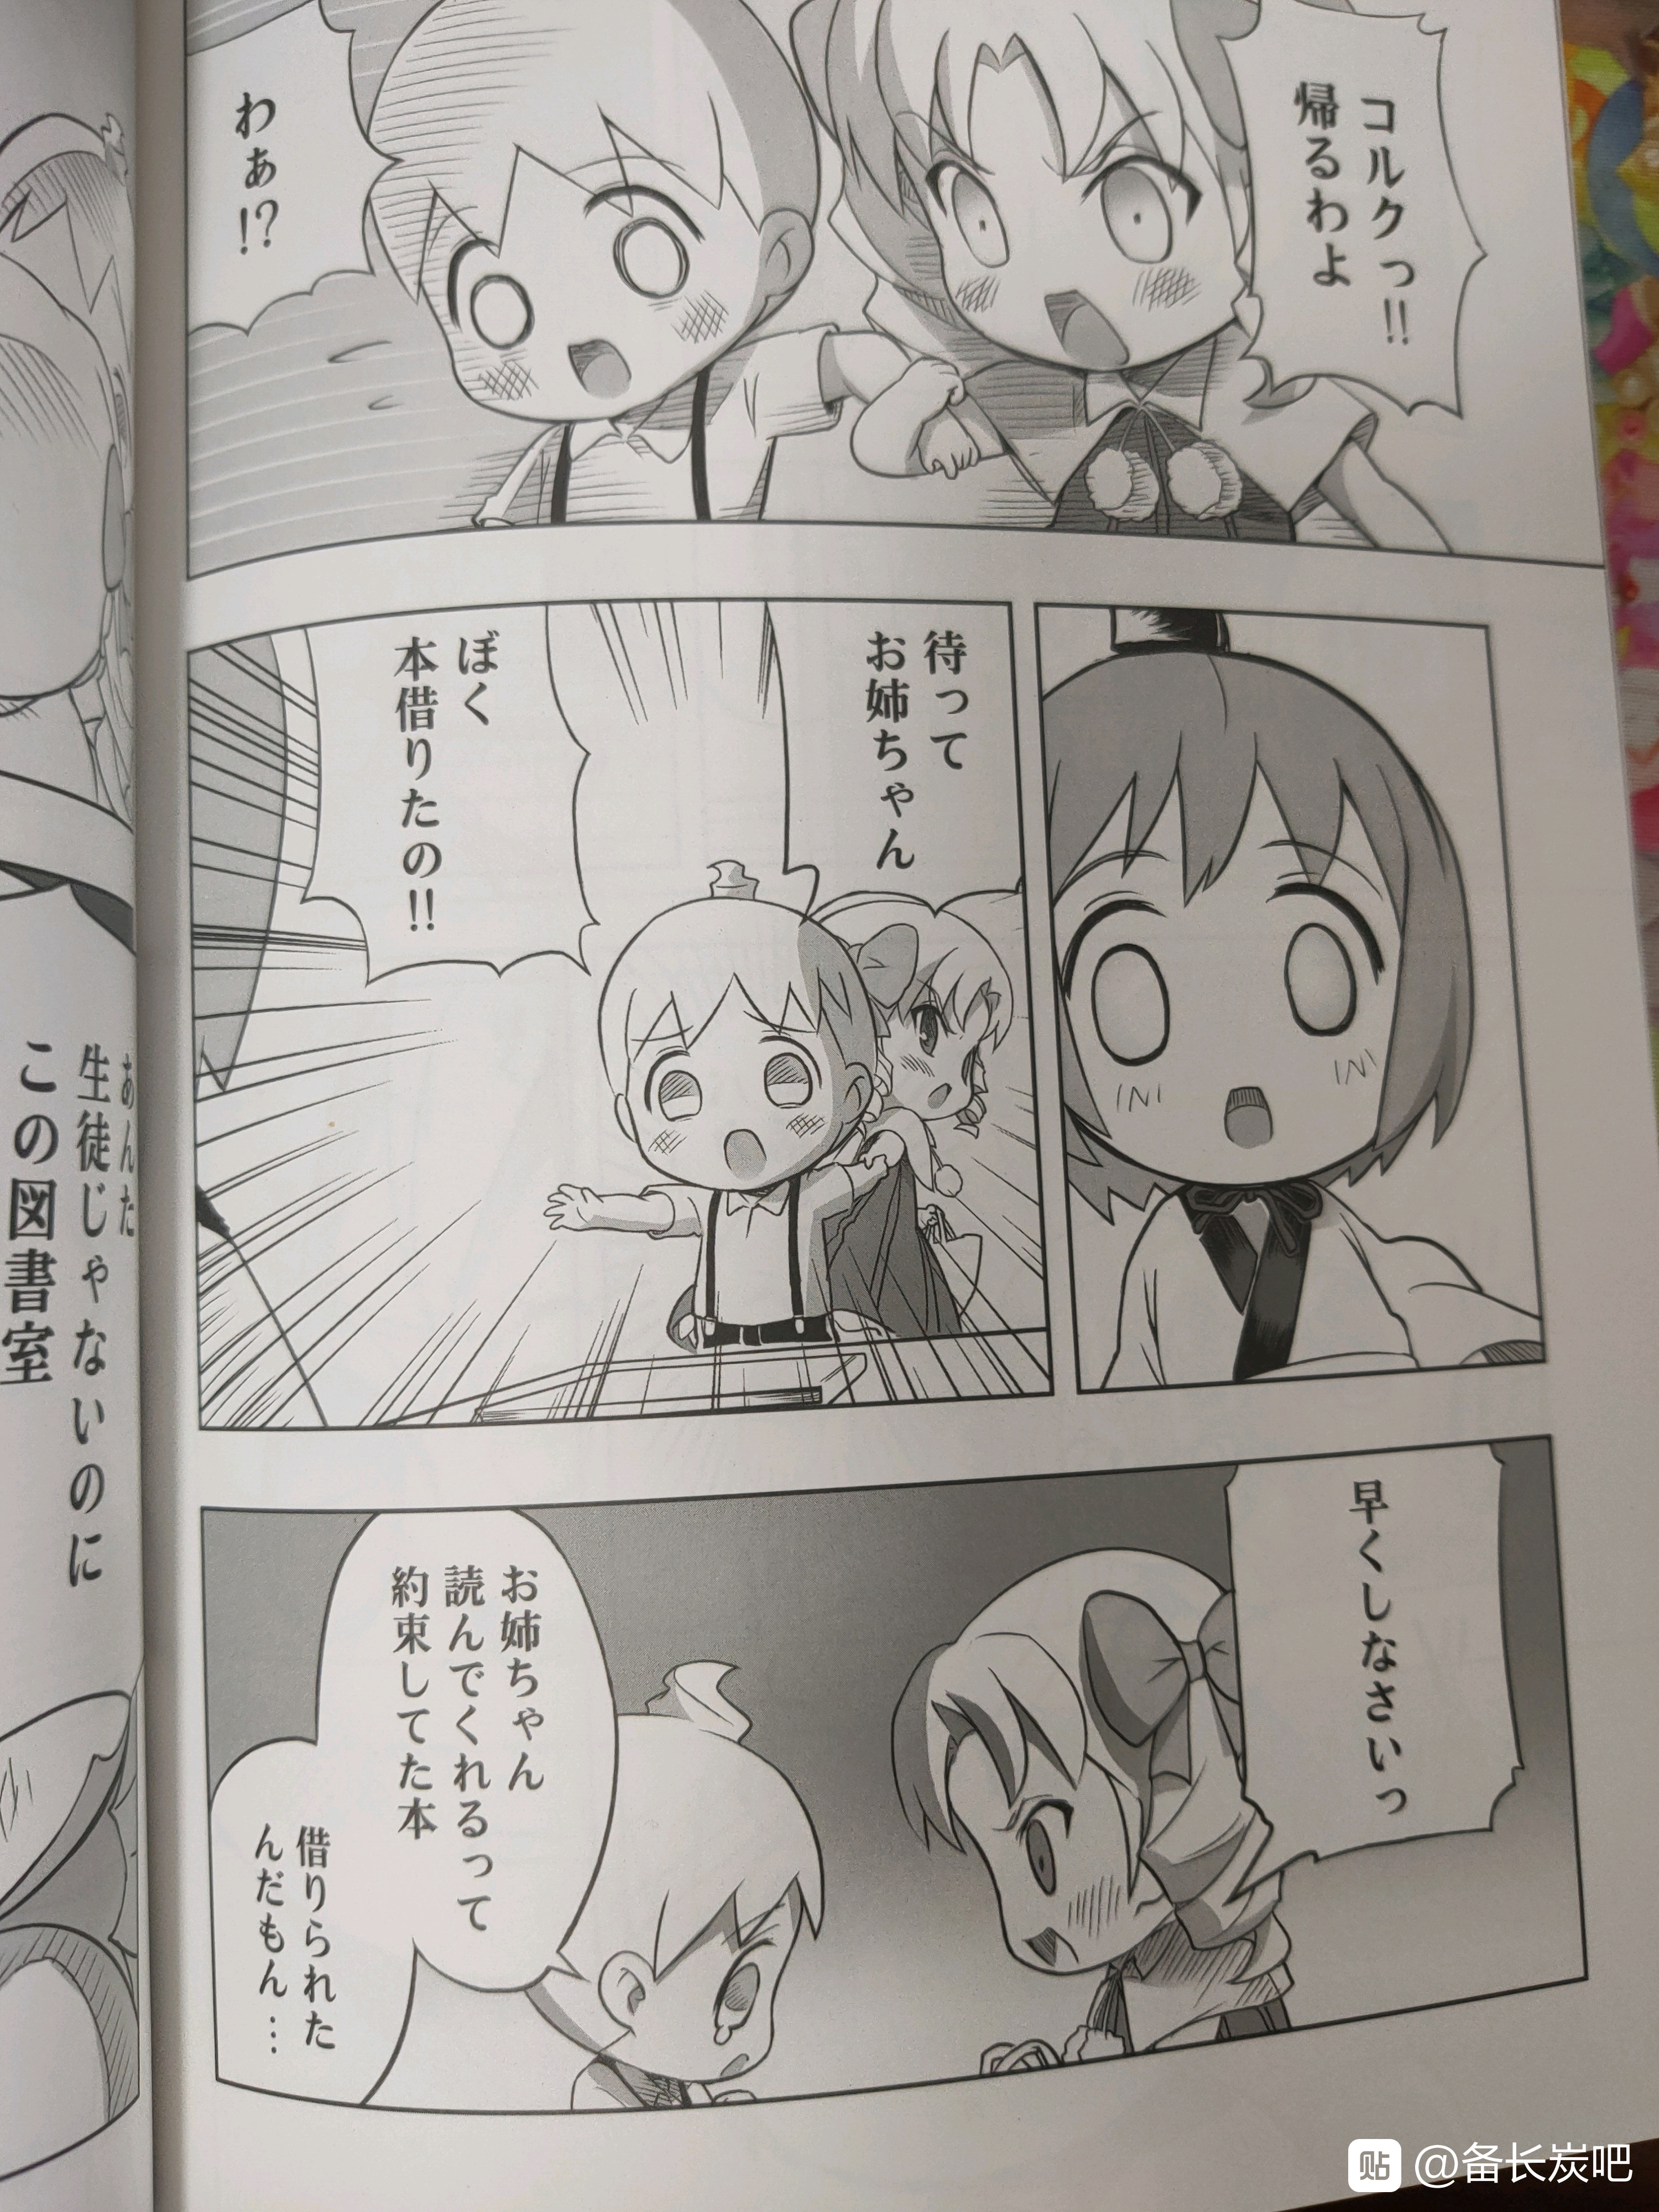 コルクっ!!
帰るわよ
わぁ!?
待って
お姉ちゃん
ぼく
本借りたの!!
早くしなさいっ
お姉ちゃん
読んでくれるって
約束してた本
借りられた
んだもん…
あんた
生徒じゃないのに
この図書室
贴 @备长炭吧